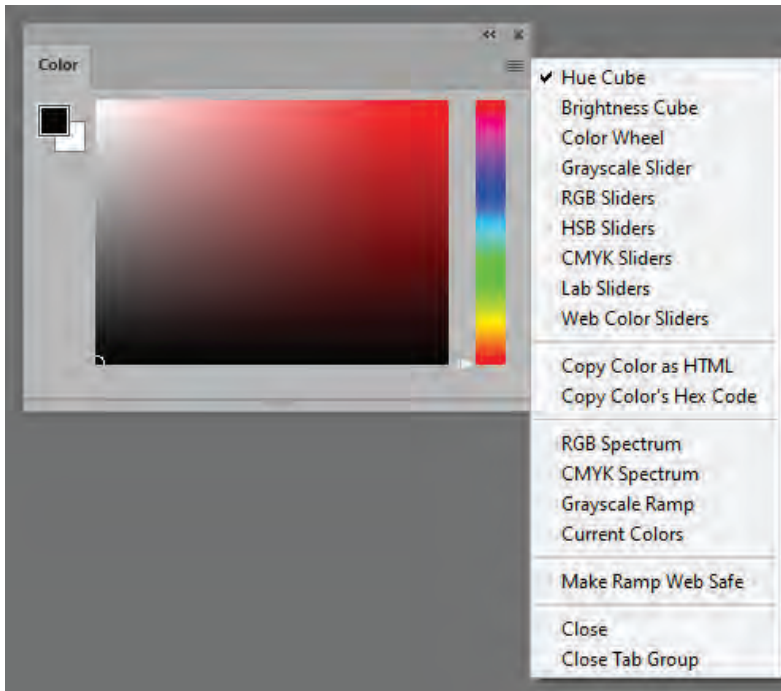 Color
Hue Cube
Brightness Cube
Color Wheel
Grayscale Slider
RGB Sliders
HSB Sliders
CMYK Sliders
Lab Sliders
Web Color Sliders
Copy Color as HTML
Copy Color's Hex Code
RGB Spectrum
CMYK Spectrum
Grayscale Ramp
Current Colors
Make Ramp Web Safe
Close
Close Tab Group